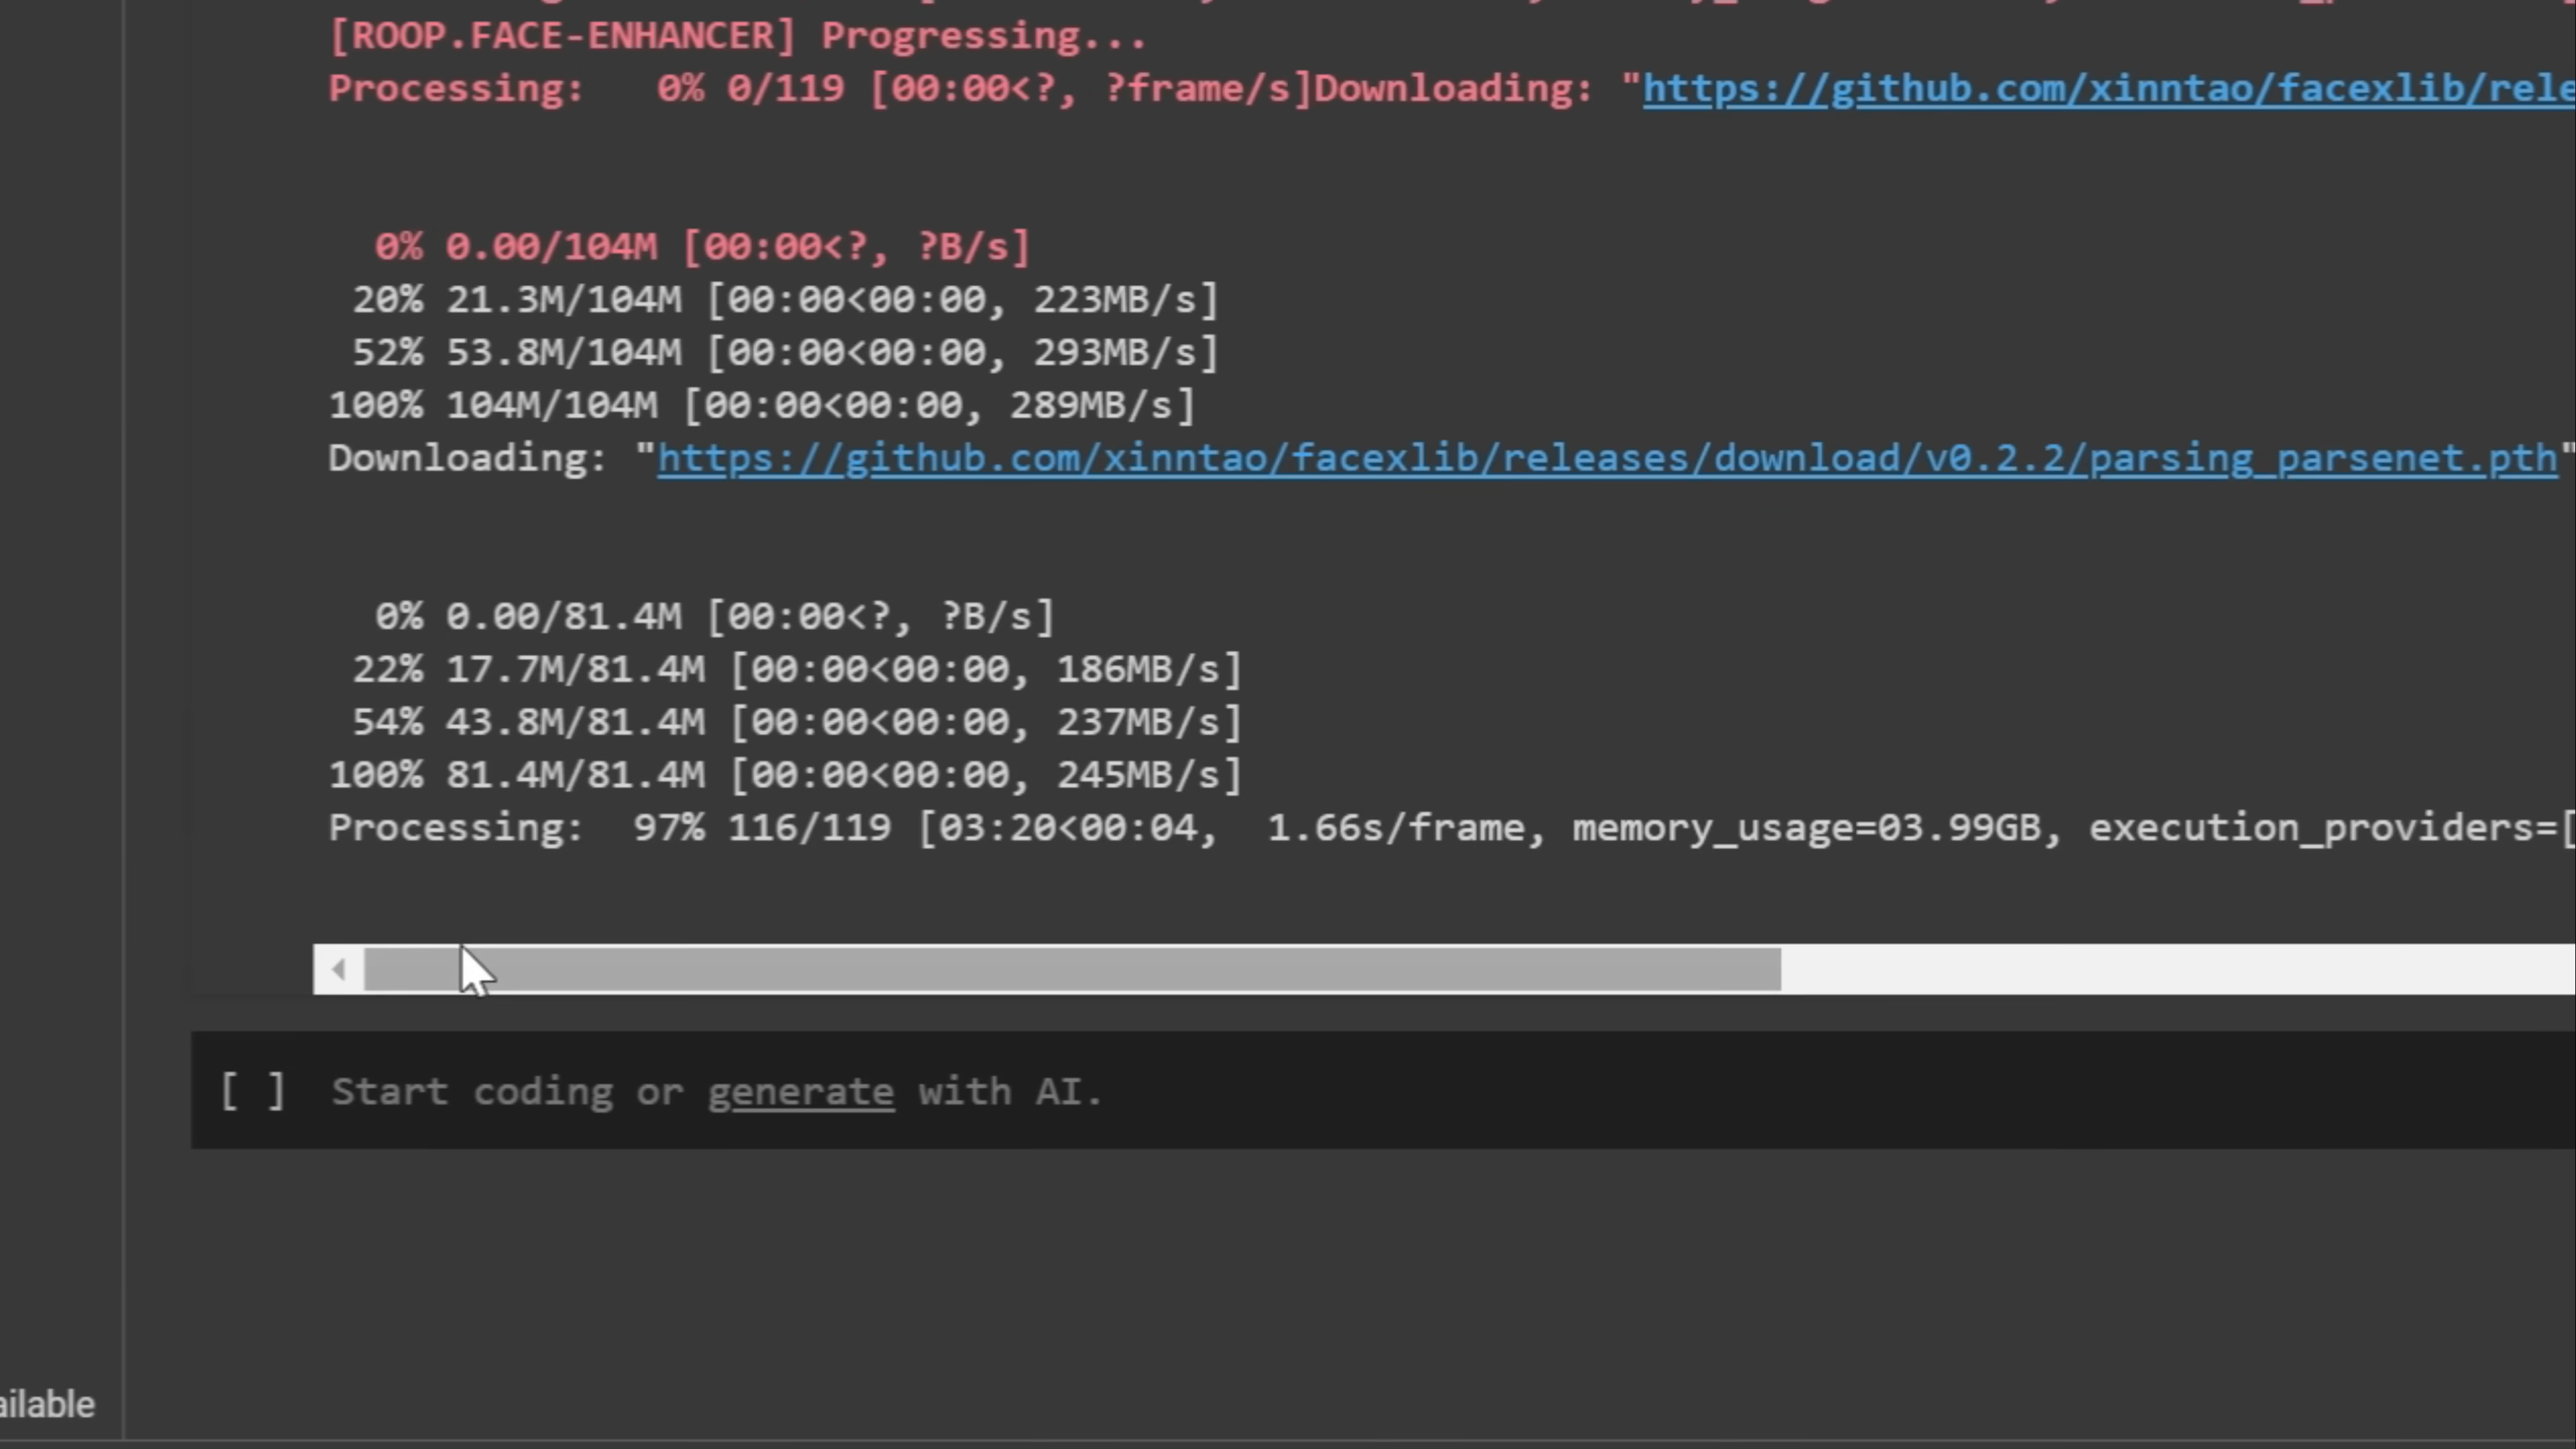 [ROOP.FACE-ENHANCER] Progressing...
Processing:   0% 0/119 [00:00<?, ?frame/s]Downloading: "https://github.com/xinntao/facexlib/rele
  0% 0.00/104M [00:00<?, ?B/s]
 20% 21.3M/104M [00:00<00:00, 223MB/s]
 52% 53.8M/104M [00:00<00:00, 293MB/s]
100% 104M/104M [00:00<00:00, 289MB/s]
Downloading: "https://github.com/xinntao/facexlib/releases/download/v0.2.2/parsing_parsenet.pth"
  0% 0.00/81.4M [00:00<?, ?B/s]
 22% 17.7M/81.4M [00:00<00:00, 186MB/s]
 54% 43.8M/81.4M [00:00<00:00, 237MB/s]
100% 81.4M/81.4M [00:00<00:00, 245MB/s]
Processing:  97% 116/119 [03:20<00:04,  1.66s/frame, memory_usage=03.99GB, execution_providers=[
[ ] Start coding or generate with AI.
ailable